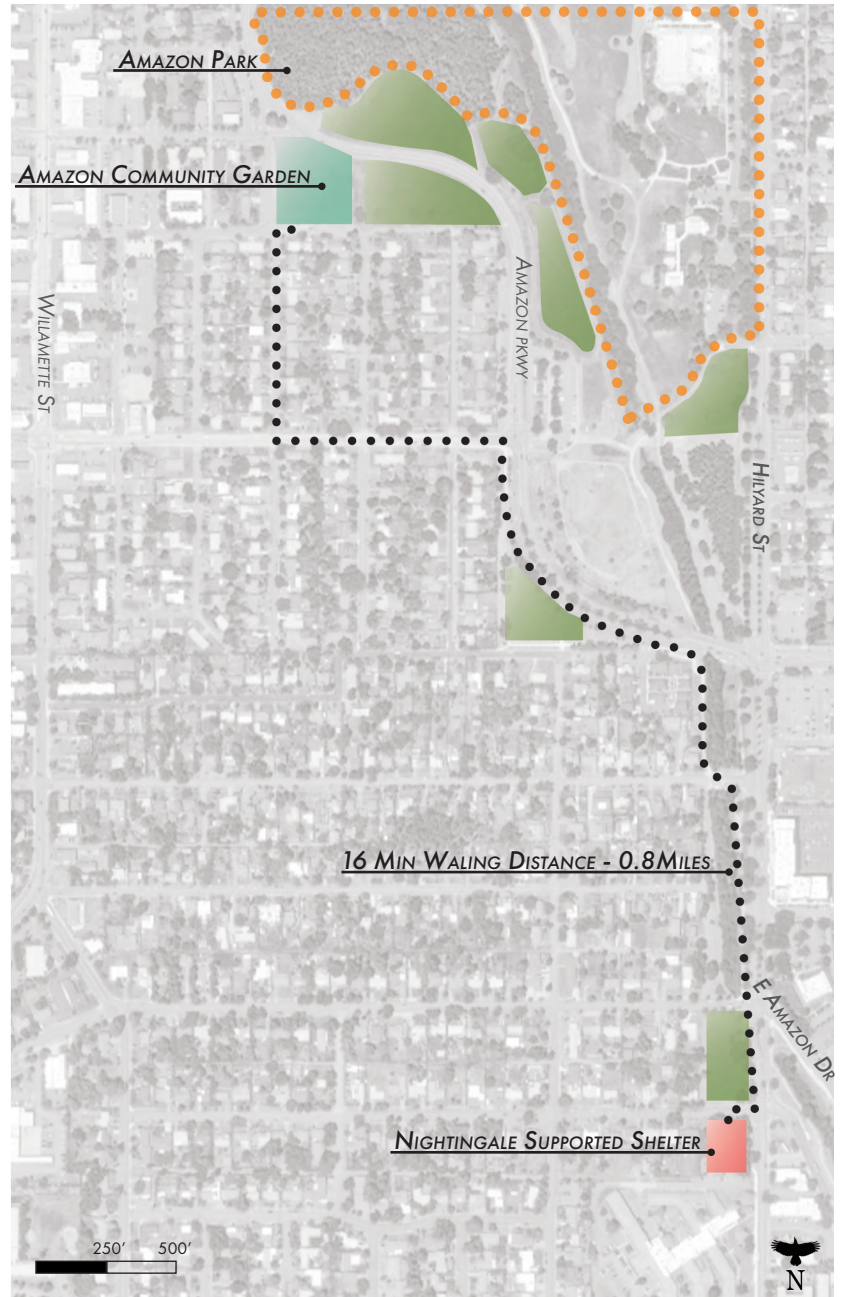 Amazon Park
Amazon Community Garden
Amazon pkwy
Willamette St
Hilyard St
16 Min Waling Distance - 0.8Miles
E Amazon Dr
Nightingale Supported Shelter
250' 500'
N